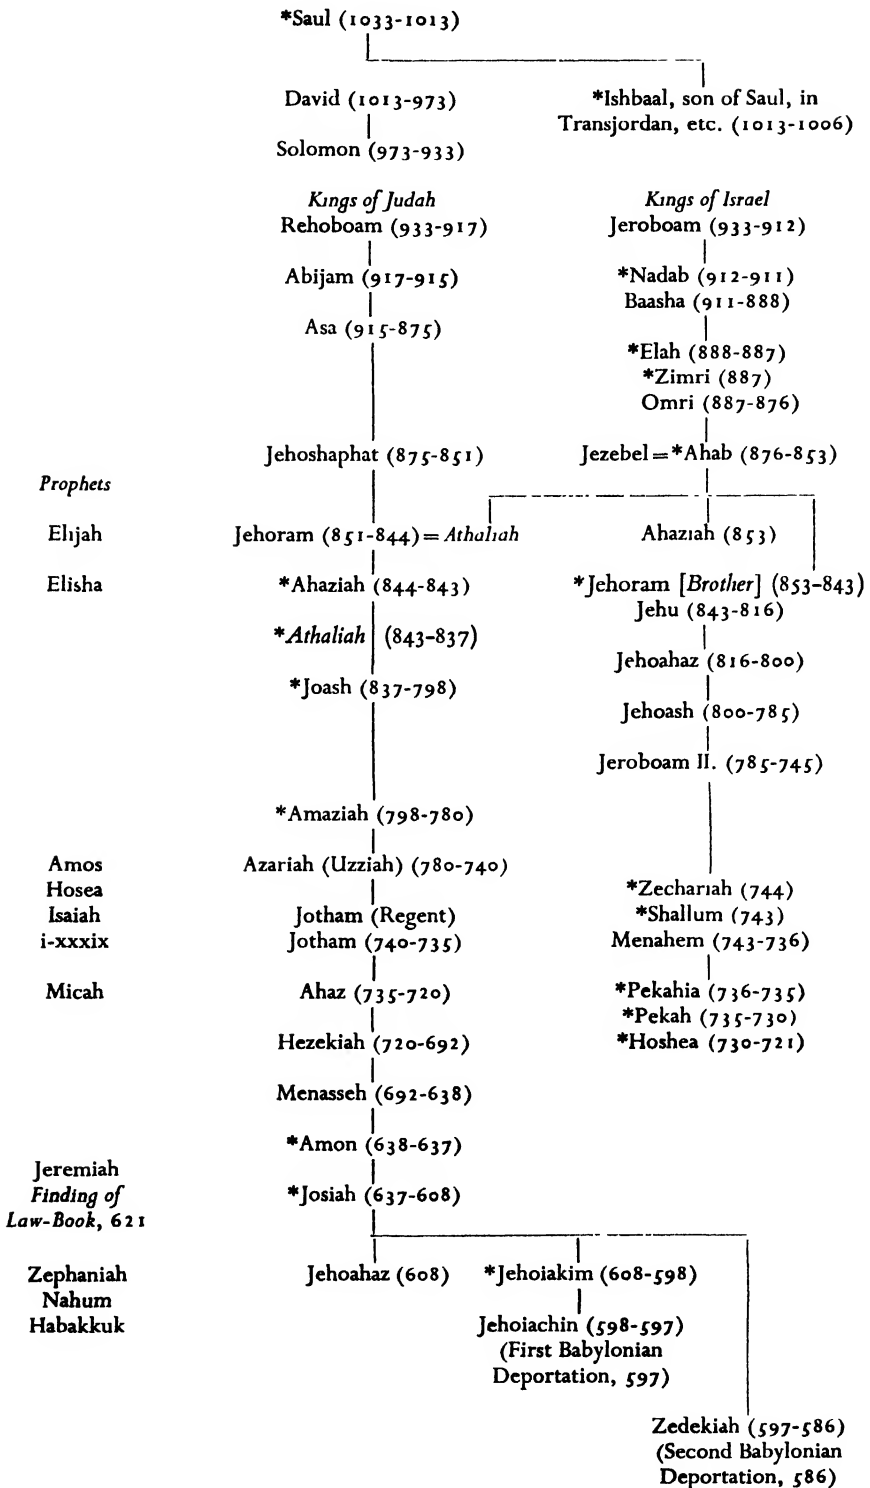 *Saul (1033-1013)
David (1013-973)
*Ishbaal, son of Saul, in
Transjordan, etc. (1013-1006)
Solomon (973-933)
Kings of Judah
Kings of Israel
Rehoboam (933-917)
Jeroboam (933-912)
Abijam (917-915)
*Nadab (912-911)
Baasha (911-888)
Asa (915-875)
*Elah (888-887)
*Zimri (887)
Omri (887-876)
Jehoshaphat (875-851)
Jezebel=*Ahab (876-853)
Prophets
Elijah
Jehoram (851-844)=Athaliah
Ahaziah (853)
Elisha
*Ahaziah (844-843)
*Jehoram [Brother] (853-843)
Jehu (843-816)
*Athaliah (843-837)
Jehoahaz (816-800)
*Joash (837-798)
Jehoash (800-785)
Jeroboam II. (785-745)
*Amaziah (798-780)
Amos
Azariah (Uzziah) (780-740)
Hosea
*Zechariah (744)
Isaiah
Jotham (Regent)
*Shallum (743)
i-xxxix
Jotham (740-735)
Menahem (743-736)
Micah
Ahaz (735-720)
*Pekahia (736-735)
*Pekah (735-730)
Hezekiah (720-692)
*Hoshea (730-721)
Menasseh (692-638)
*Amon (638-637)
Jeremiah
Finding of
*Josiah (637-608)
Law-Book, 621
Zephaniah
Jehoahaz (608)
*Jehoiakim (608-598)
Nahum
Habakkuk
Jehoiachin (598-597)
(First Babylonian
Deportation, 597)
Zedekiah (597-586)
(Second Babylonian
Deportation, 586)